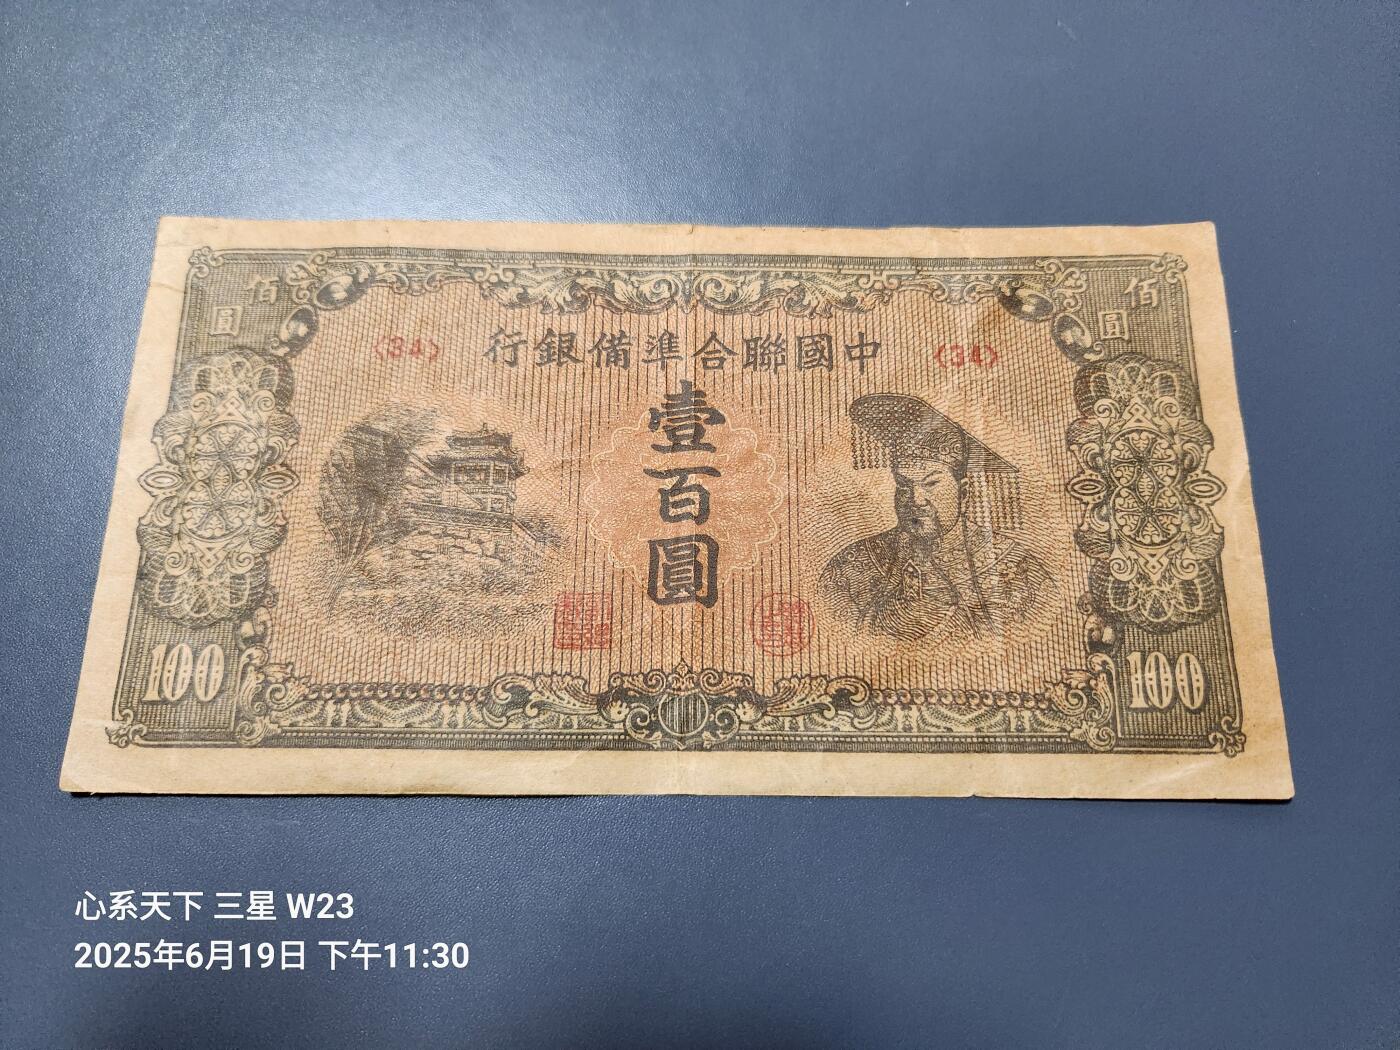 佰圓
佰圓
中國聯合準備銀行
(34)
(34)
壹百圓
100
100
心系天下 三星 W23
2025年6月19日 下午11:30